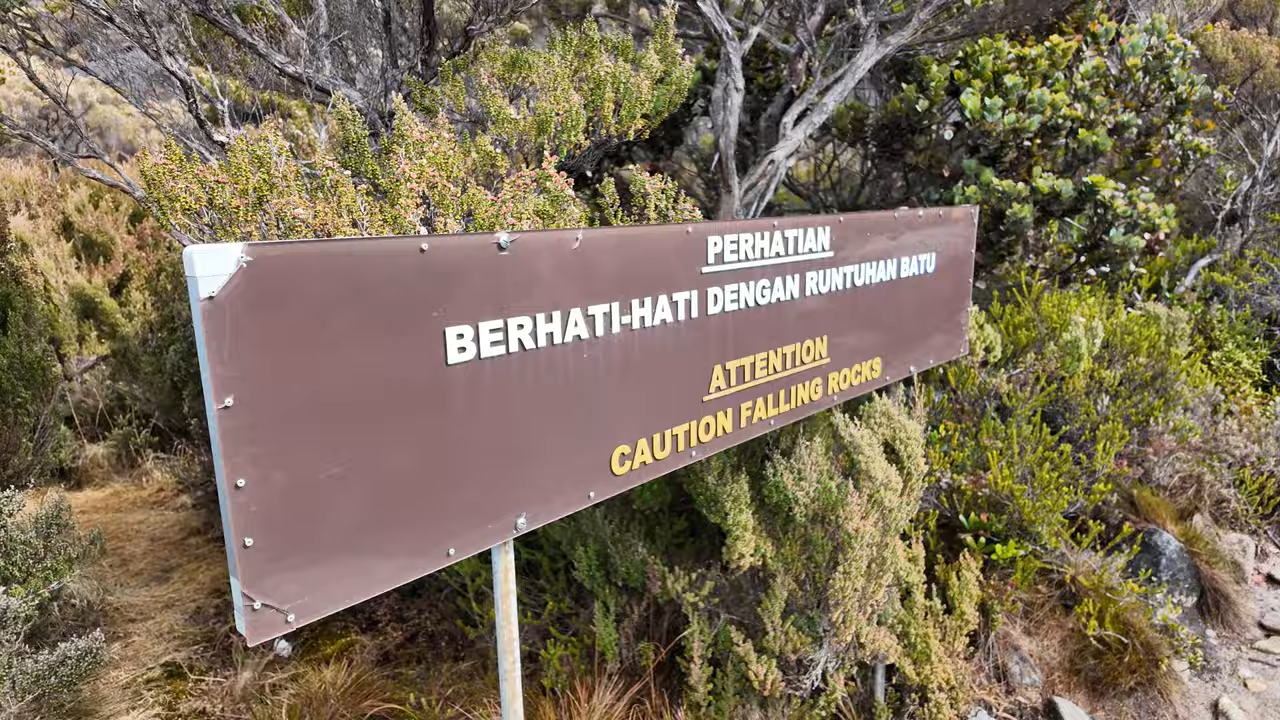 PERHATIAN
BERHATI-HATI DENGAN RUNTUHAN BATU
ATTENTION
CAUTION FALLING ROCKS